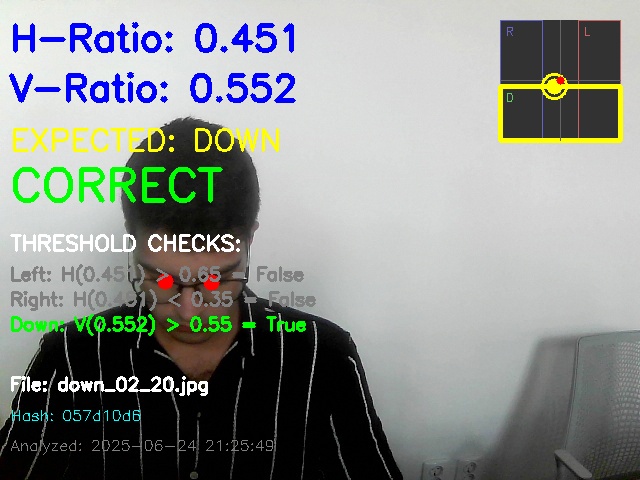 H-Ratio: 0.451
V-Ratio: 0.552
EXPECTED: DOWN
CORRECT
THRESHOLD CHECKS:
Left: H(0.451) > 0.65 = False
Right: H(0.451) < 0.35 = False
Down: V(0.552) > 0.55 = True
File: down_02_20.jpg
Hash: 057d10d6
Analyzed: 2025-06-24 21:25:49
R
L
D